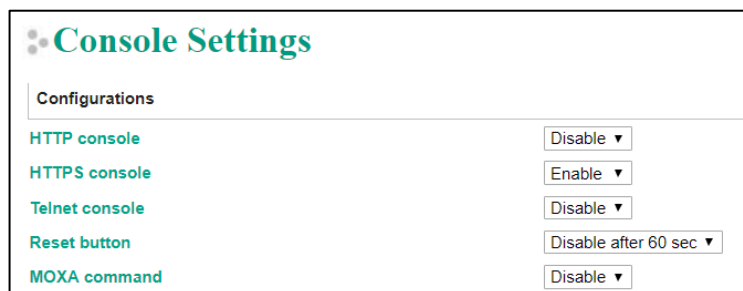 Console Settings
Configurations
HTTP console Disable
HTTPS console Enable
Telnet console Disable
Reset button Disable after 60 sec
MOXA command Disable